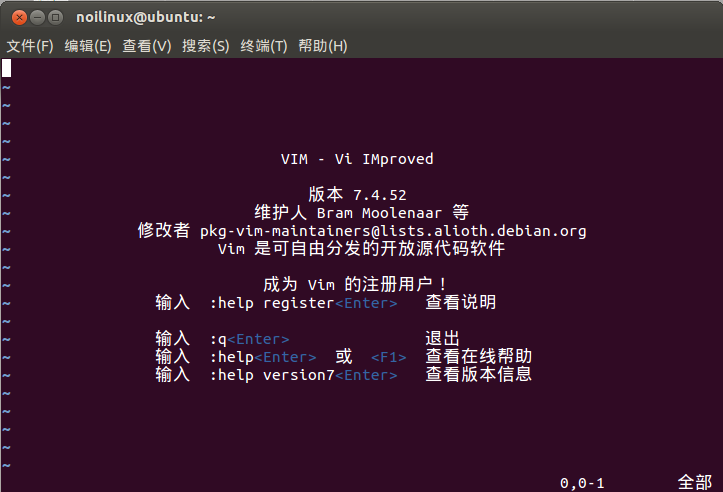 noilinux@ubuntu: ~
文件(F) 编辑(E) 查看(V) 搜索(S) 终端(T) 帮助(H)
~
~
~
~
VIM - Vi IMproved
~
~
版本 7.4.52
维护人 Bram Moolenaar 等
修改者 pkg-vim-maintainers@lists.alioth.debian.org
Vim 是可自由分发的开放源代码软件
~
成为 Vim 的注册用户！
输入 :help register<Enter> 查看说明
~
输入 :q<Enter> 退出
输入 :help<Enter> 或 <F1> 查看在线帮助
输入 :help version7<Enter> 查看版本信息
~
~
~
~
~
0,0-1 全部